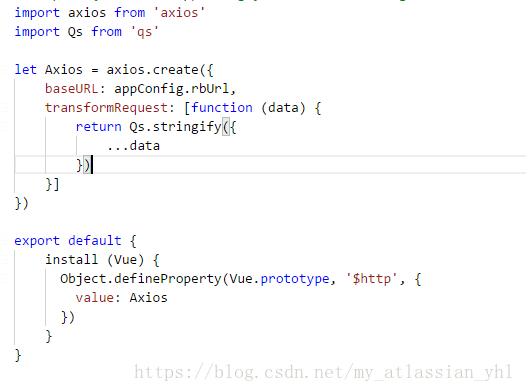 import axios from 'axios'
import Qs from 'qs'
let Axios = axios.create({
baseURL: appConfig.rbUrl,
transformRequest: [function (data) {
return Qs.stringify({
...data
})
}]
})
export default {
install (Vue) {
Object.defineProperty(Vue.prototype, '$http', {
value: Axios
})
}
}
https://blog.csdn.net/my_atlassian_yhl